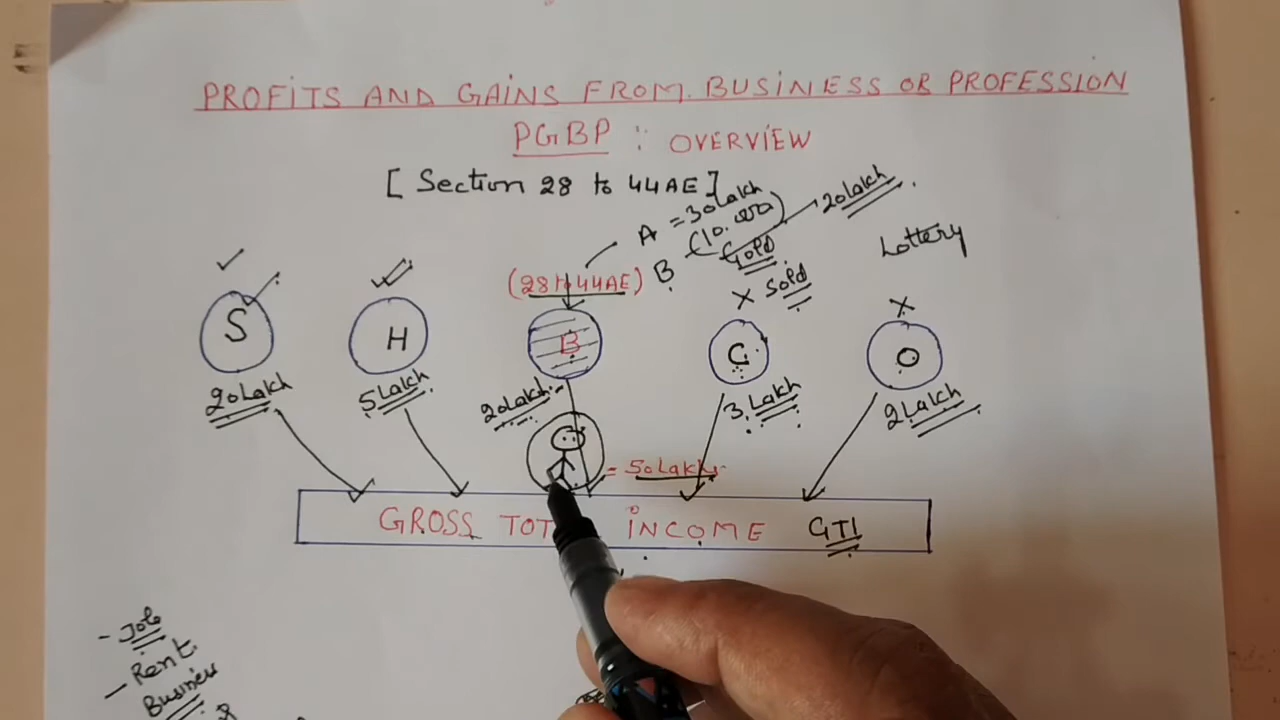 PROFITS AND GAINS FROM BUSINESS OR PROFESSION
PGBP : OVERVIEW
[ Section 28 to 44AE ]
A = 30 Lakh
B
20 Lakh
Sold
Sold
Lottery
(28 to 44AE)
S
H
B
C
O
20 Lakh
5 Lakh
20 Lakh
3 Lakh
2 Lakh
= 50 Lakh
GROSS TOT INCOME GTI
- Job
- Rent
Business